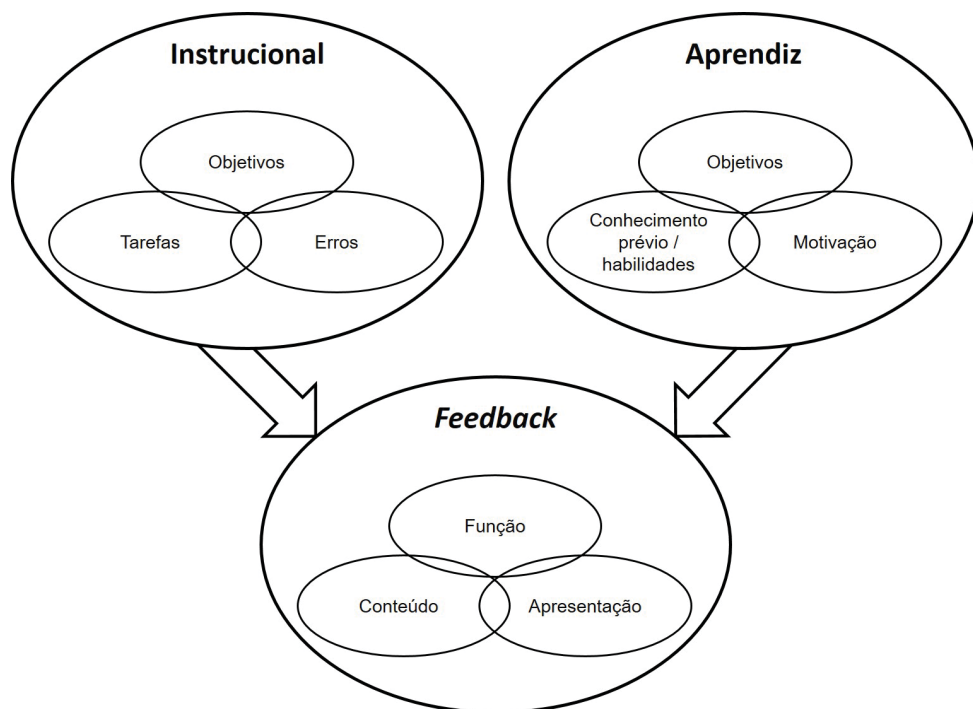 Instrucional
Objetivos
Tarefas
Erros
Aprendiz
Objetivos
Conhecimento
prévio /
habilidades
Motivação
Feedback
Função
Conteúdo
Apresentação